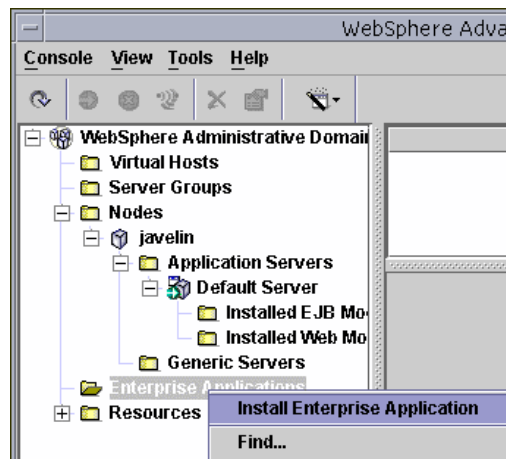 WebSphere Adva
Console View Tools Help
WebSphere Administrative Domai
Virtual Hosts
Server Groups
Nodes
javelin
Application Servers
Default Server
Installed EJB Mo
Installed Web Mo
Generic Servers
Enterprise Applications
Resources
Install Enterprise Application
Find...